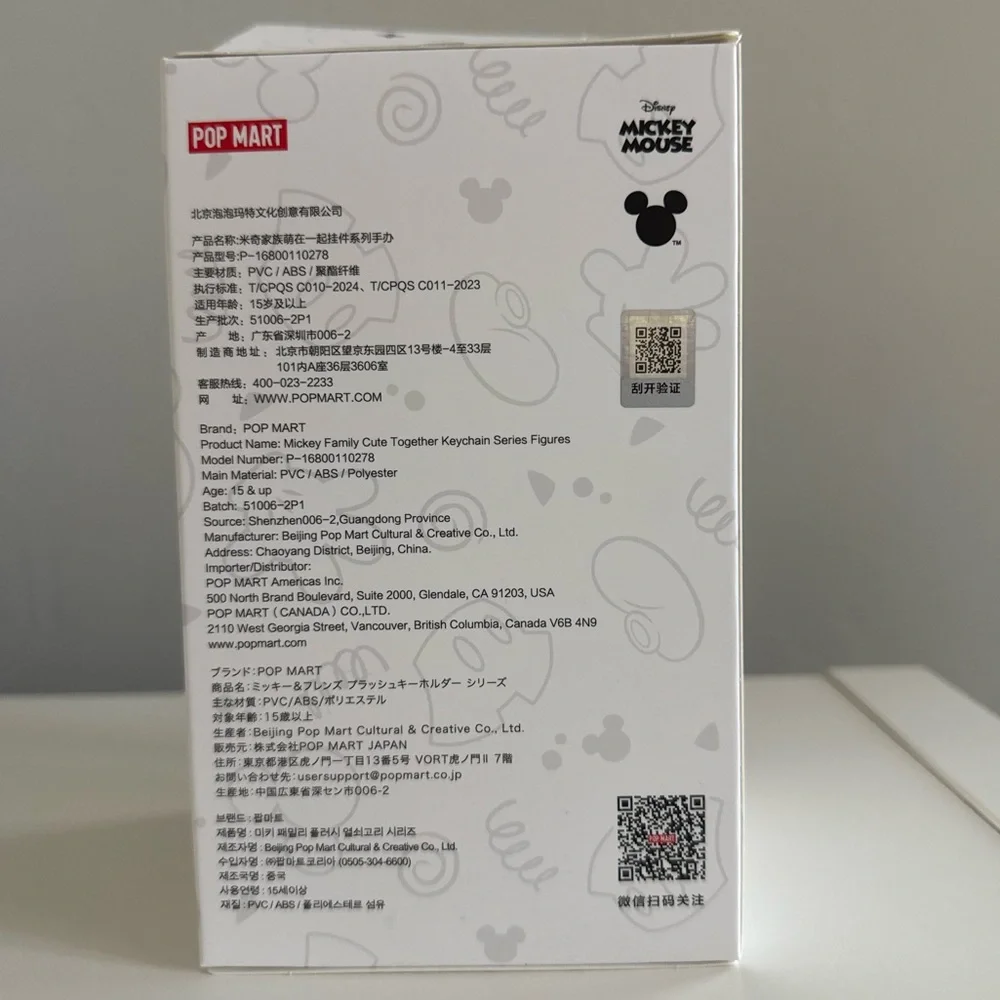 POP MART
Disney
MICKEY
MOUSE
TM
北京泡泡玛特文化创意有限公司
产品名称:米奇家族萌在一起挂件系列手办
产品型号:P-16800110278
主要材质：PVC / ABS / 聚酯纤维
执行标准：T/CPQS C010-2024、T/CPQS C011-2023
适用年龄：15岁及以上
生产批次：51006-2P1
产 地：广东省深圳市006-2
制造商地址：北京市朝阳区望京东园四区13号楼-4至33层
101内A座36层3606室
客服热线：400-023-2233
网 址：WWW.POPMART.COM
刮开验证
Brand：POP MART
Product Name: Mickey Family Cute Together Keychain Series Figures
Model Number: P-16800110278
Main Material: PVC / ABS / Polyester
Age: 15 & up
Batch: 51006-2P1
Source: Shenzhen006-2,Guangdong Province
Manufacturer: Beijing Pop Mart Cultural & Creative Co., Ltd.
Address: Chaoyang District, Beijing, China.
Importer/Distributor:
POP MART Americas Inc.
500 North Brand Boulevard, Suite 2000, Glendale, CA 91203, USA
POP MART（CANADA）CO.,LTD.
2110 West Georgia Street, Vancouver, British Columbia, Canada V6B 4N9
www.popmart.com
ブランド:POP MART
商品名:ミッキー&フレンズ プラッシュキーホルダー シリーズ
主な材質:PVC/ABS/ポリエステル
対象年齢:15歳以上
生産者:Beijing Pop Mart Cultural & Creative Co., Ltd.
販売元:株式会社POP MART JAPAN
住所:東京都港区虎ノ門一丁目13番5号 VORT虎ノ門II 7階
お問い合わせ先:usersupport@popmart.co.jp
生産地:中国広東省深セン市006-2
브랜드 : 팝마트
제품명 : 미키 패밀리 플러시 열쇠고리 시리즈
제조자명 : Beijing Pop Mart Cultural & Creative Co., Ltd.
수입자명 : ㈜팝마트코리아 (0505-304-6600)
제조국명 : 중국
사용연령 : 15세이상
재질 : PVC / ABS / 폴리에스테르 섬유
POP MART
微信扫码关注